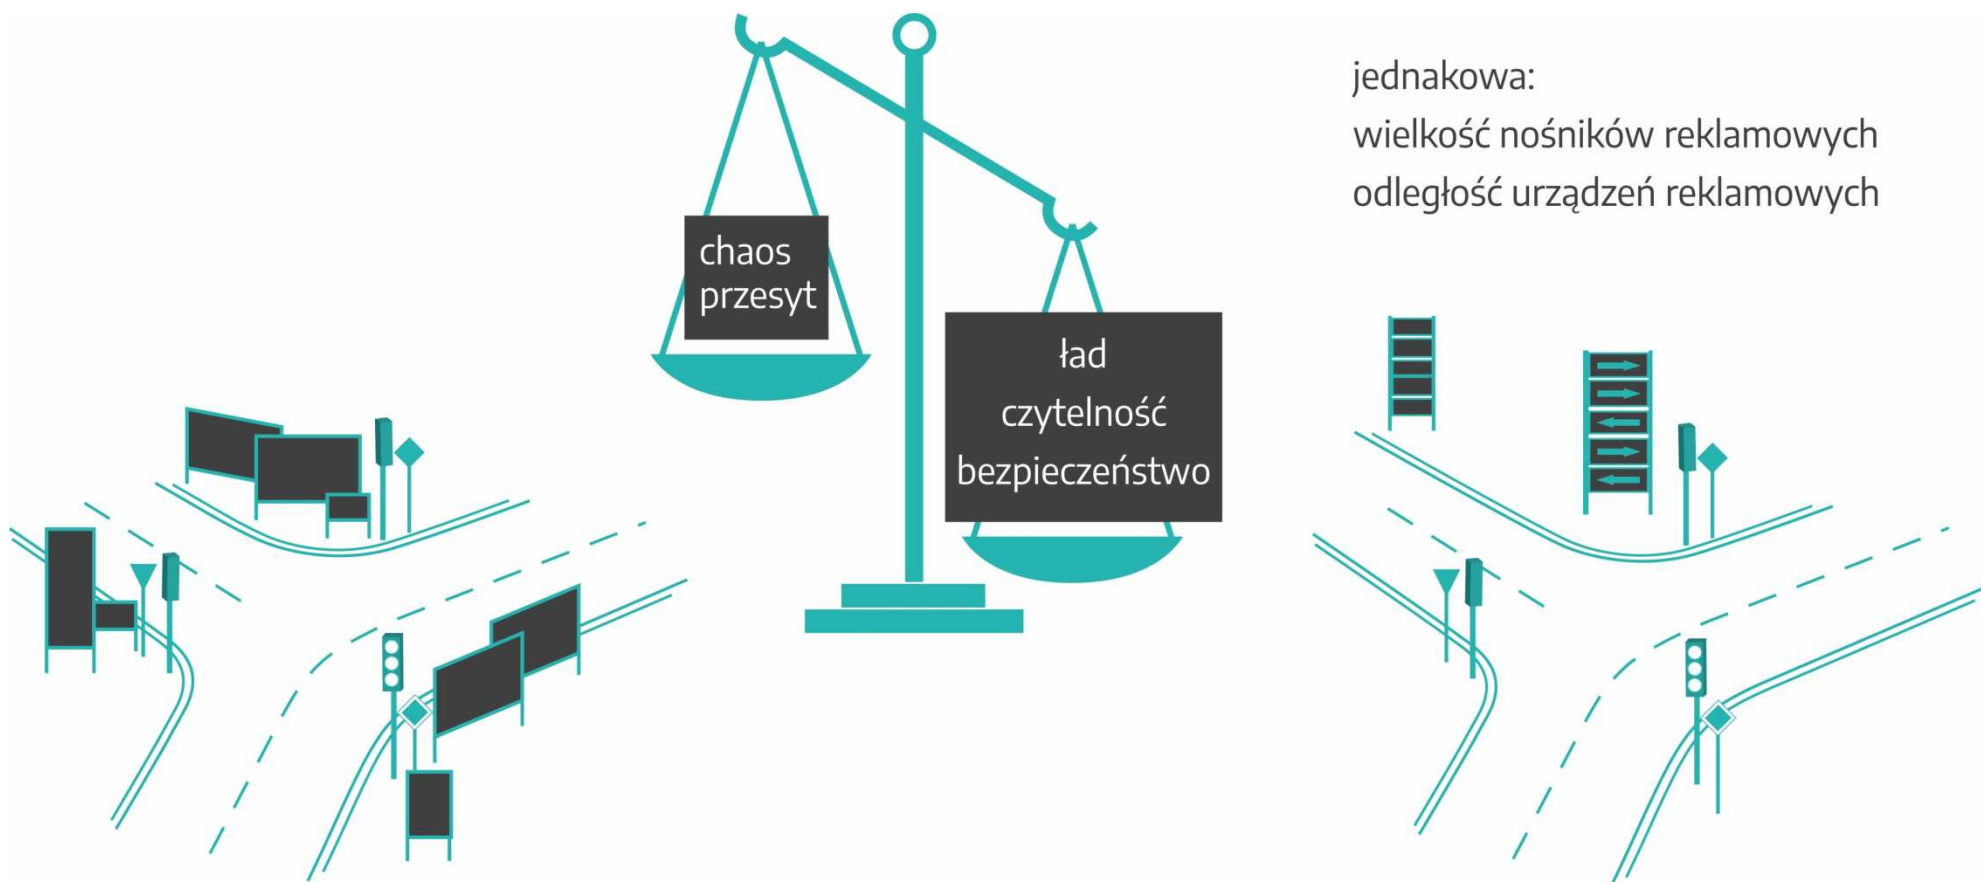 chaos
przesyt
ład
czytelność
bezpieczeństwo
jednakowa:
wielkość nośników reklamowych
odległość urządzeń reklamowych